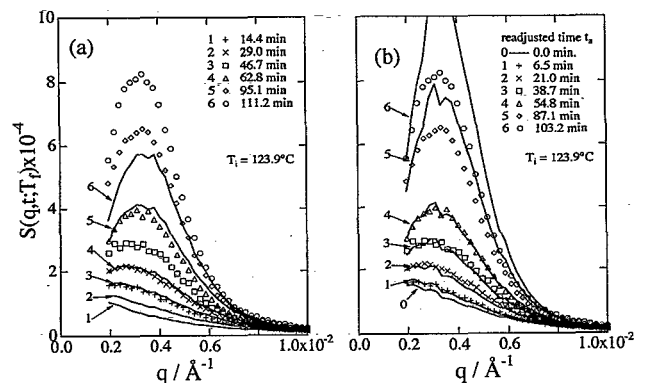 (a)
1 + 14.4 min
2 × 29.0 min
3 □ 46.7 min
4 △ 62.8 min
5 ◇ 95.1 min
6 ○ 111.2 min
Ti = 123.9°C
10
8
6
4
2
0
S(q,t;Tf)x10-4
6
5
4
3
2
1
0.0 0.2 0.4 0.6 1.0x10-2
q / Å-1
(b)
readjusted time ta
0 — 0.0 min.
1 + 6.5 min
2 × 21.0 min
3 □ 38.7 min
4 △ 54.8 min
5 ◇ 87.1 min
6 ○ 103.2 min
Ti = 123.9°C
6
5
4
3
2
1
0
0.0 0.2 0.4 0.6 1.0x10-2
q / Å-1